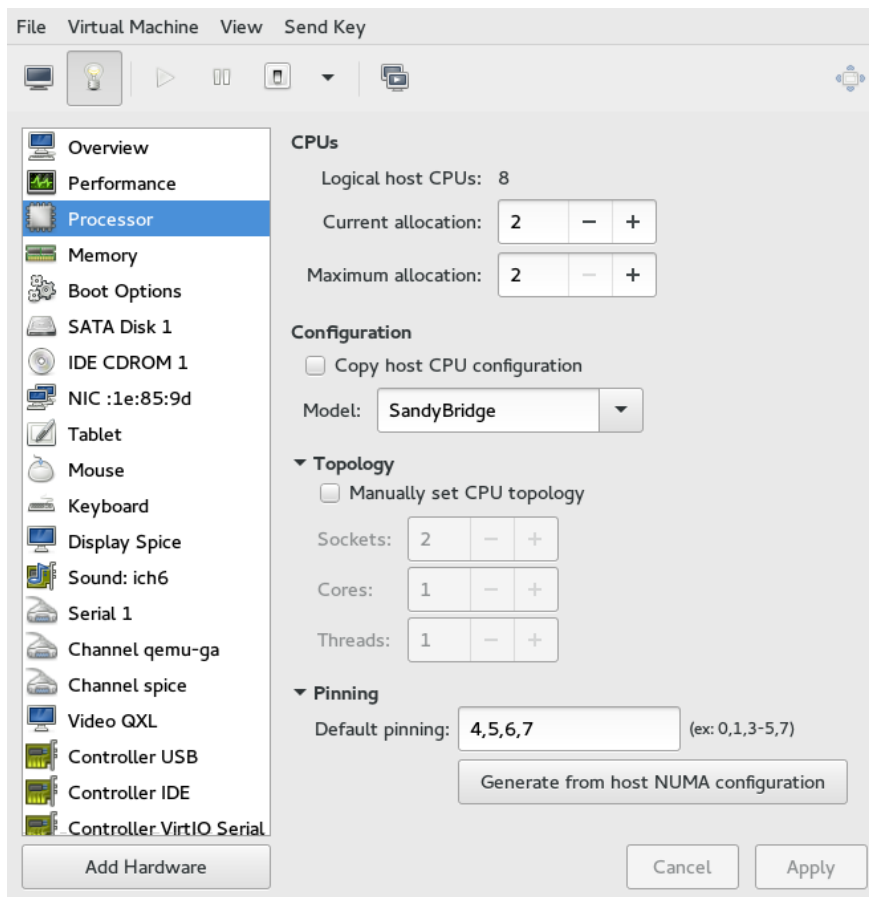 File Virtual Machine View Send Key
Overview
Performance
Processor
Memory
Boot Options
SATA Disk 1
IDE CDROM 1
NIC :1e:85:9d
Tablet
Mouse
Keyboard
Display Spice
Sound: ich6
Serial 1
Channel qemu-ga
Channel spice
Video QXL
Controller USB
Controller IDE
Controller VirtIO Serial
Add Hardware
CPUs
Logical host CPUs: 8
Current allocation: 2 − +
Maximum allocation: 2 − +
Configuration
Copy host CPU configuration
Model: SandyBridge
Topology
Manually set CPU topology
Sockets: 2 − +
Cores: 1 − +
Threads: 1 − +
Pinning
Default pinning: 4,5,6,7 (ex: 0,1,3-5,7)
Generate from host NUMA configuration
Cancel Apply